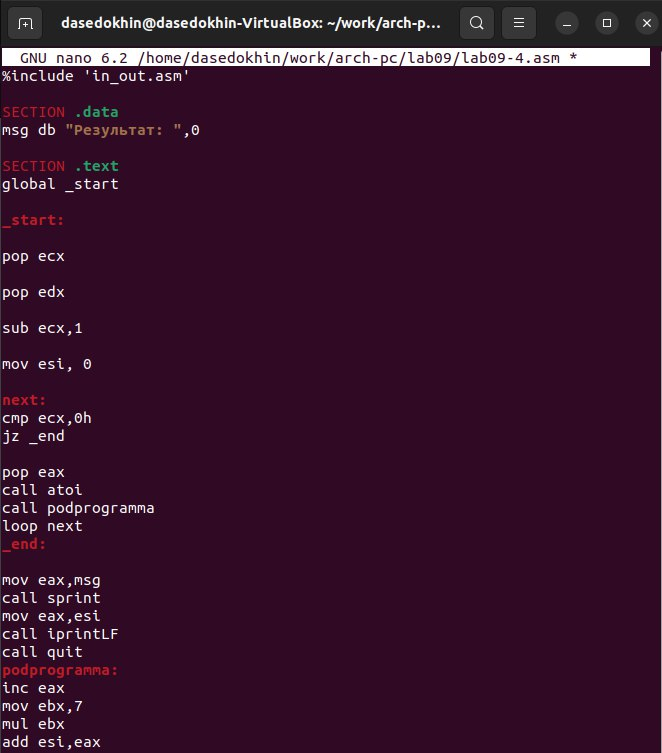 dasedokhin@dasedokhin-VirtualBox: ~/work/arch-p...
GNU nano 6.2 /home/dasedokhin/work/arch-pc/lab09/lab09-4.asm *
%include 'in_out.asm'
SECTION .data
msg db "Результат: ",0
SECTION .text
global _start
_start:
pop ecx
pop edx
sub ecx,1
mov esi, 0
next:
cmp ecx,0h
jz _end
pop eax
call atoi
call podprogramma
loop next
_end:
mov eax,msg
call sprint
mov eax,esi
call iprintLF
call quit
podprogramma:
inc eax
mov ebx,7
mul ebx
add esi,eax